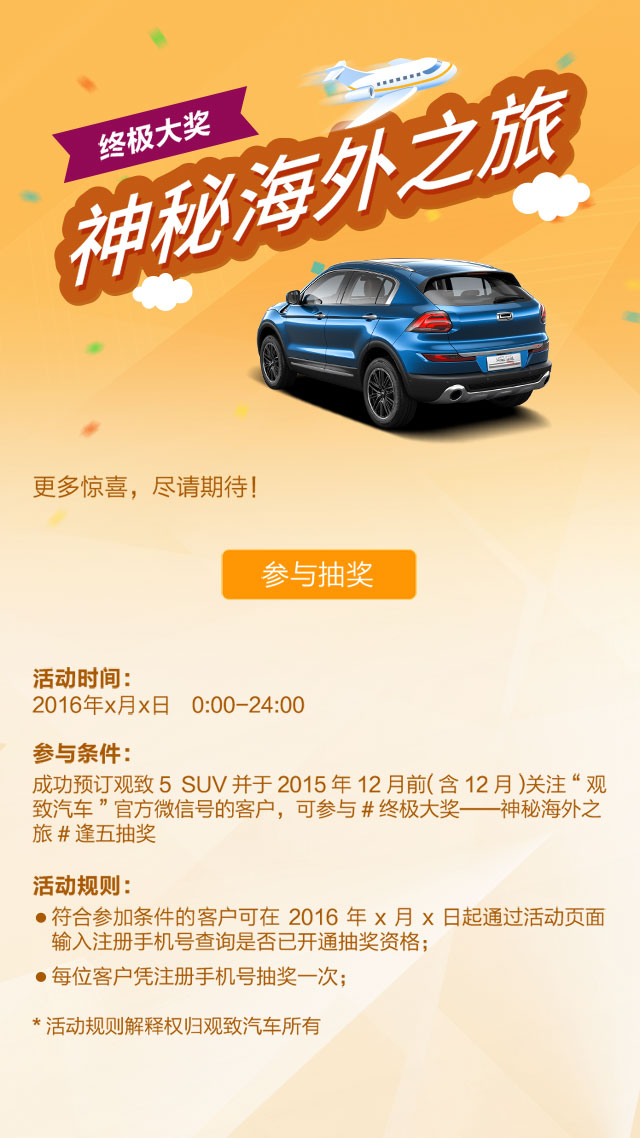 终极大奖
神秘海外之旅
更多惊喜，尽请期待！
参与抽奖
活动时间：
2016年x月x日 0:00-24:00
参与条件：
成功预订观致 5 SUV 并于 2015 年 12 月前( 含 12 月 )关注 “ 观
致汽车 ” 官方微信号的客户，可参与 # 终极大奖——神秘海外之
旅 # 逢五抽奖
活动规则：
●符合参加条件的客户可在 2016 年 x 月 x 日起通过活动页面
输入注册手机号查询是否已开通抽奖资格；
●每位客户凭注册手机号抽奖一次；
* 活动规则解释权归观致汽车所有